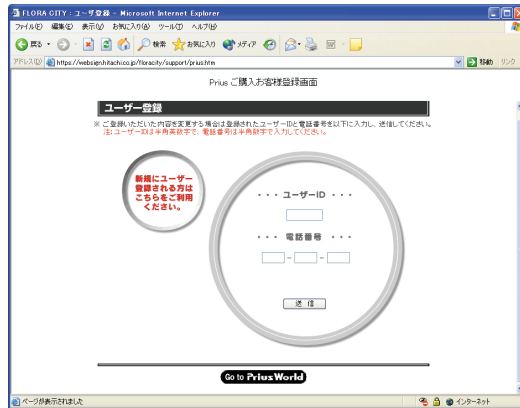 FLORA CITY : ユーザ登録 - Microsoft Internet Explorer
ファイル(F) 編集(E) 表示(V) お気に入り(A) ツール(T) ヘルプ(H)
戻る 検索 お気に入り メディア
アドレス(D) https://websign.hitachi.co.jp/floracity/support/prius.htm 移動 リンク
Prius ご購入お客様登録画面
ユーザー登録
※ ご登録いただいた内容を変更する場合は登録されたユーザーIDと電話番号を以下に入力し、送信してください。
注：ユーザーIDは半角英数字で、電話番号は半角数字で入力してください。
新規にユーザー
登録される方は
こちらをご利用
ください。
・・・ ユーザーID ・・・
・・・ 電話番号 ・・・
- -
送 信
Go to PriusWorld
ページが表示されました インターネット